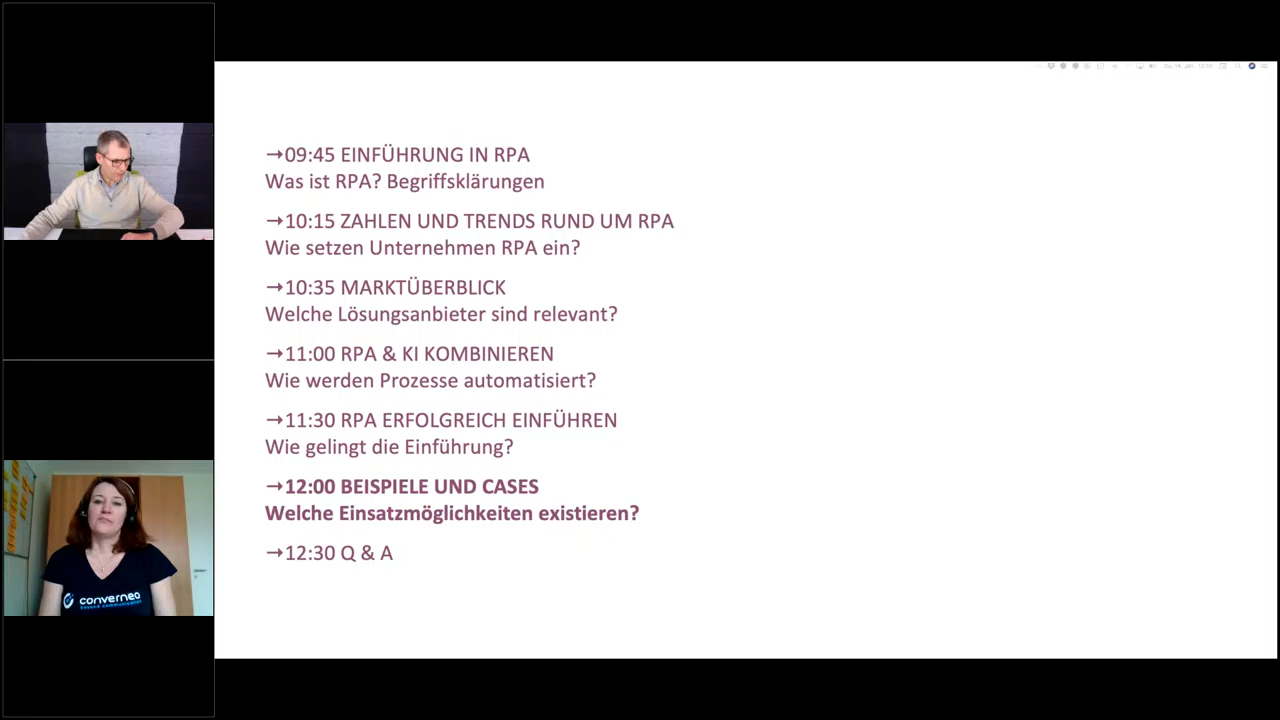 →09:45 EINFÜHRUNG IN RPA
Was ist RPA? Begriffsklärungen
→10:15 ZAHLEN UND TRENDS RUND UM RPA
Wie setzen Unternehmen RPA ein?
→10:35 MARKTÜBERBLICK
Welche Lösungsanbieter sind relevant?
→11:00 RPA & KI KOMBINIEREN
Wie werden Prozesse automatisiert?
→11:30 RPA ERFOLGREICH EINFÜHREN
Wie gelingt die Einführung?
→12:00 BEISPIELE UND CASES
Welche Einsatzmöglichkeiten existieren?
→12:30 Q & A
converneo
beyond communication